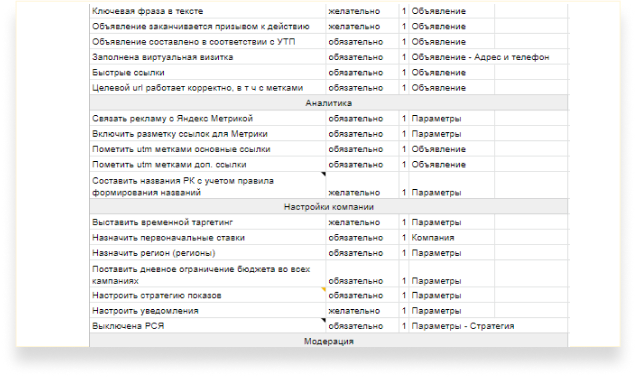 Ключевая фраза в тексте желательно 1 Объявление
Объявление заканчивается призывом к действию желательно 1 Объявление
Объявление составлено в соответствии с УТП обязательно 1 Объявление
Заполнена виртуальная визитка обязательно 1 Объявление - Адрес и телефон
Быстрые ссылки обязательно 1 Объявление
Целевой url работает корректно, в т ч с метками обязательно 1 Объявление
Аналитика
Связать рекламу с Яндекс Метрикой обязательно 1 Параметры
Включить разметку ссылок для Метрики обязательно 1 Параметры
Пометить utm метками основные ссылки обязательно 1 Объявление
Пометить utm метками доп. ссылки обязательно 1 Объявление
Составить названия РК с учетом правила
формирования названий желательно 1 Параметры
Настройки компании
Выставить временной таргетинг желательно 1 Параметры
Назначить первоначальные ставки обязательно 1 Компания
Назначить регион (регионы) обязательно 1 Параметры
Поставить дневное ограничение бюджета во всех
кампаниях обязательно 1 Параметры
Настроить стратегию показов обязательно 1 Параметры
Настроить уведомления желательно 1 Параметры
Выключена РСЯ обязательно 1 Параметры - Стратегия
Модерация